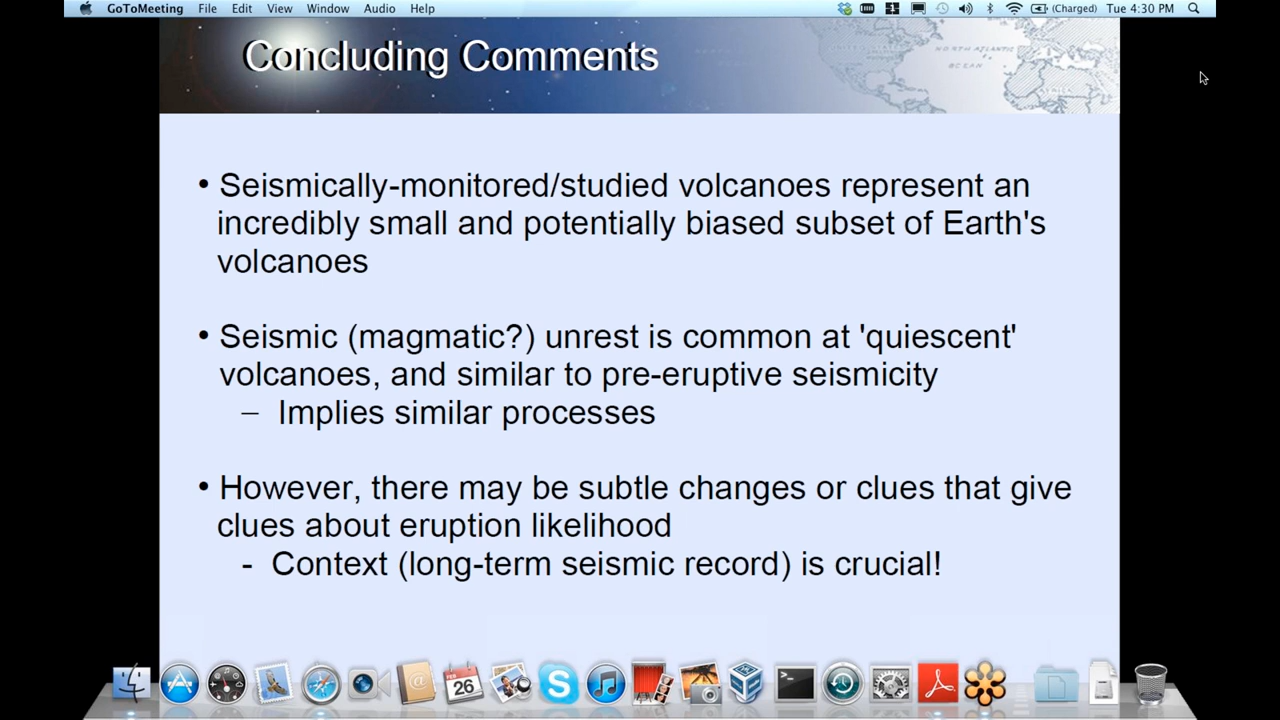 GoToMeeting File Edit View Window Audio Help (Charged) Tue 4:30 PM
Concluding Comments
NORTH ATLANTIC
OCEAN
• Seismically-monitored/studied volcanoes represent an
incredibly small and potentially biased subset of Earth's
volcanoes
• Seismic (magmatic?) unrest is common at 'quiescent'
volcanoes, and similar to pre-eruptive seismicity
– Implies similar processes
• However, there may be subtle changes or clues that give
clues about eruption likelihood
- Context (long-term seismic record) is crucial!
26